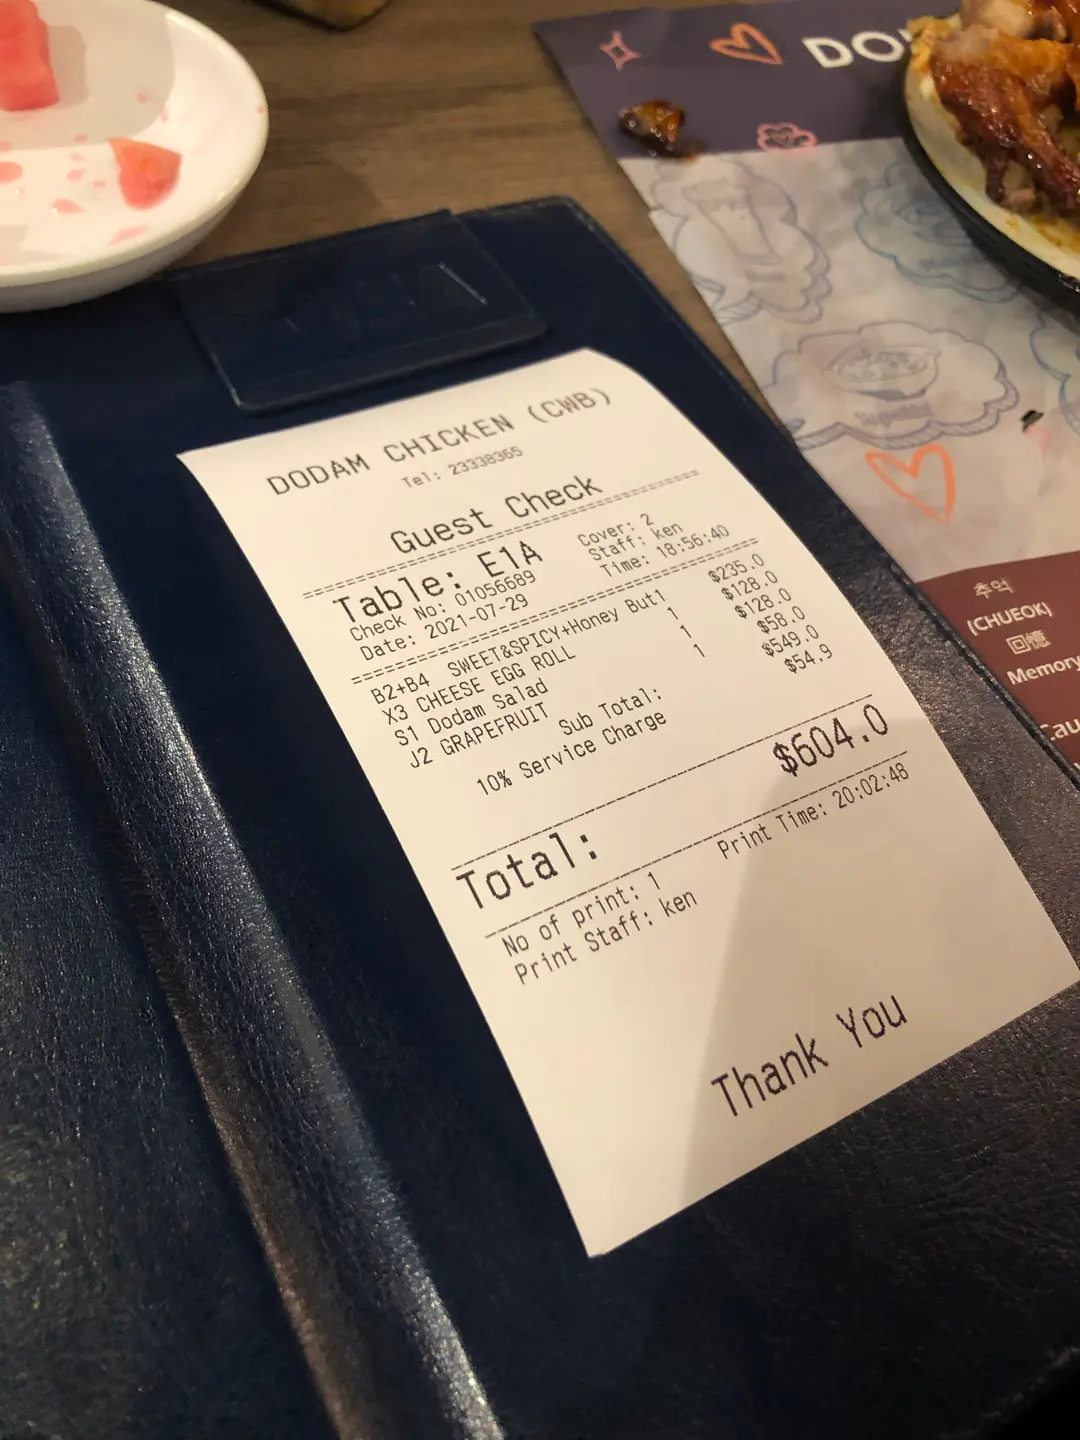 DODAM CHICKEN (CWB)
Tel: 23338365
Guest Check
Table: E1A
Cover: 2
Staff: ken
Check No: 01056689
Time: 18:56:40
Date: 2021-07-29
B2+B4 SWEET&SPICY+Honey But1 $235.0
X3 CHEESE EGG ROLL 1 $128.0
S1 Dodam Salad 1 $128.0
J2 GRAPEFRUIT 1 $58.0
Sub Total: $549.0
10% Service Charge $54.9
Total: $604.0
No of print: 1 Print Time: 20:02:48
Print Staff: ken
Thank You
VISA
추억
(CHUEOK)
回憶
Memory